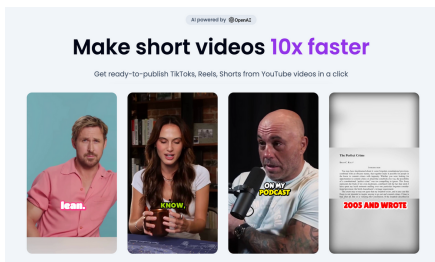 AI powered by OpenAI
Make short videos 10x faster
Get ready-to-publish TikToks, Reels, Shorts from YouTube videos in a click
lean.
KNOW,
ON MY
PODCAST
The Perfect Crime
2005 AND WROTE